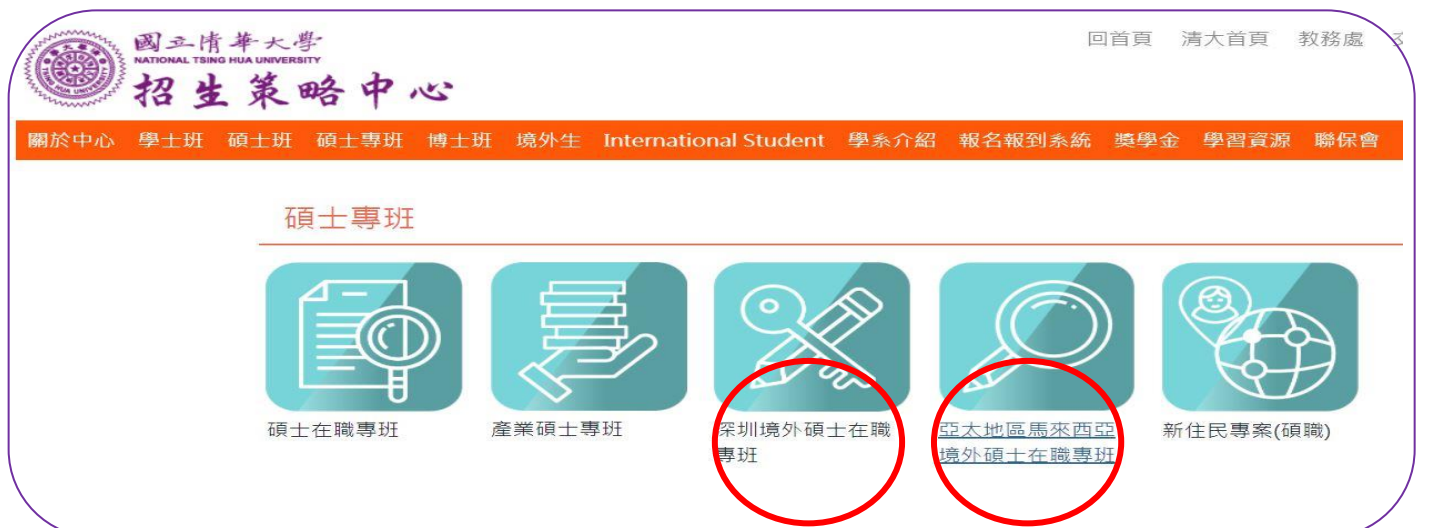 國立清華大學
NATIONAL TSING HUA UNIVERSITY
招生策略中心
回首頁 清大首頁 教務處
關於中心 學士班 碩士班 碩士專班 博士班 境外生 International Student 學系介紹 報名報到系統 獎學金 學習資源 聯保會
碩士專班
碩士在職專班
產業碩士專班
深圳境外碩士在職
專班
亞太地區馬來西亞
境外碩士在職專班
新住民專案(碩職)